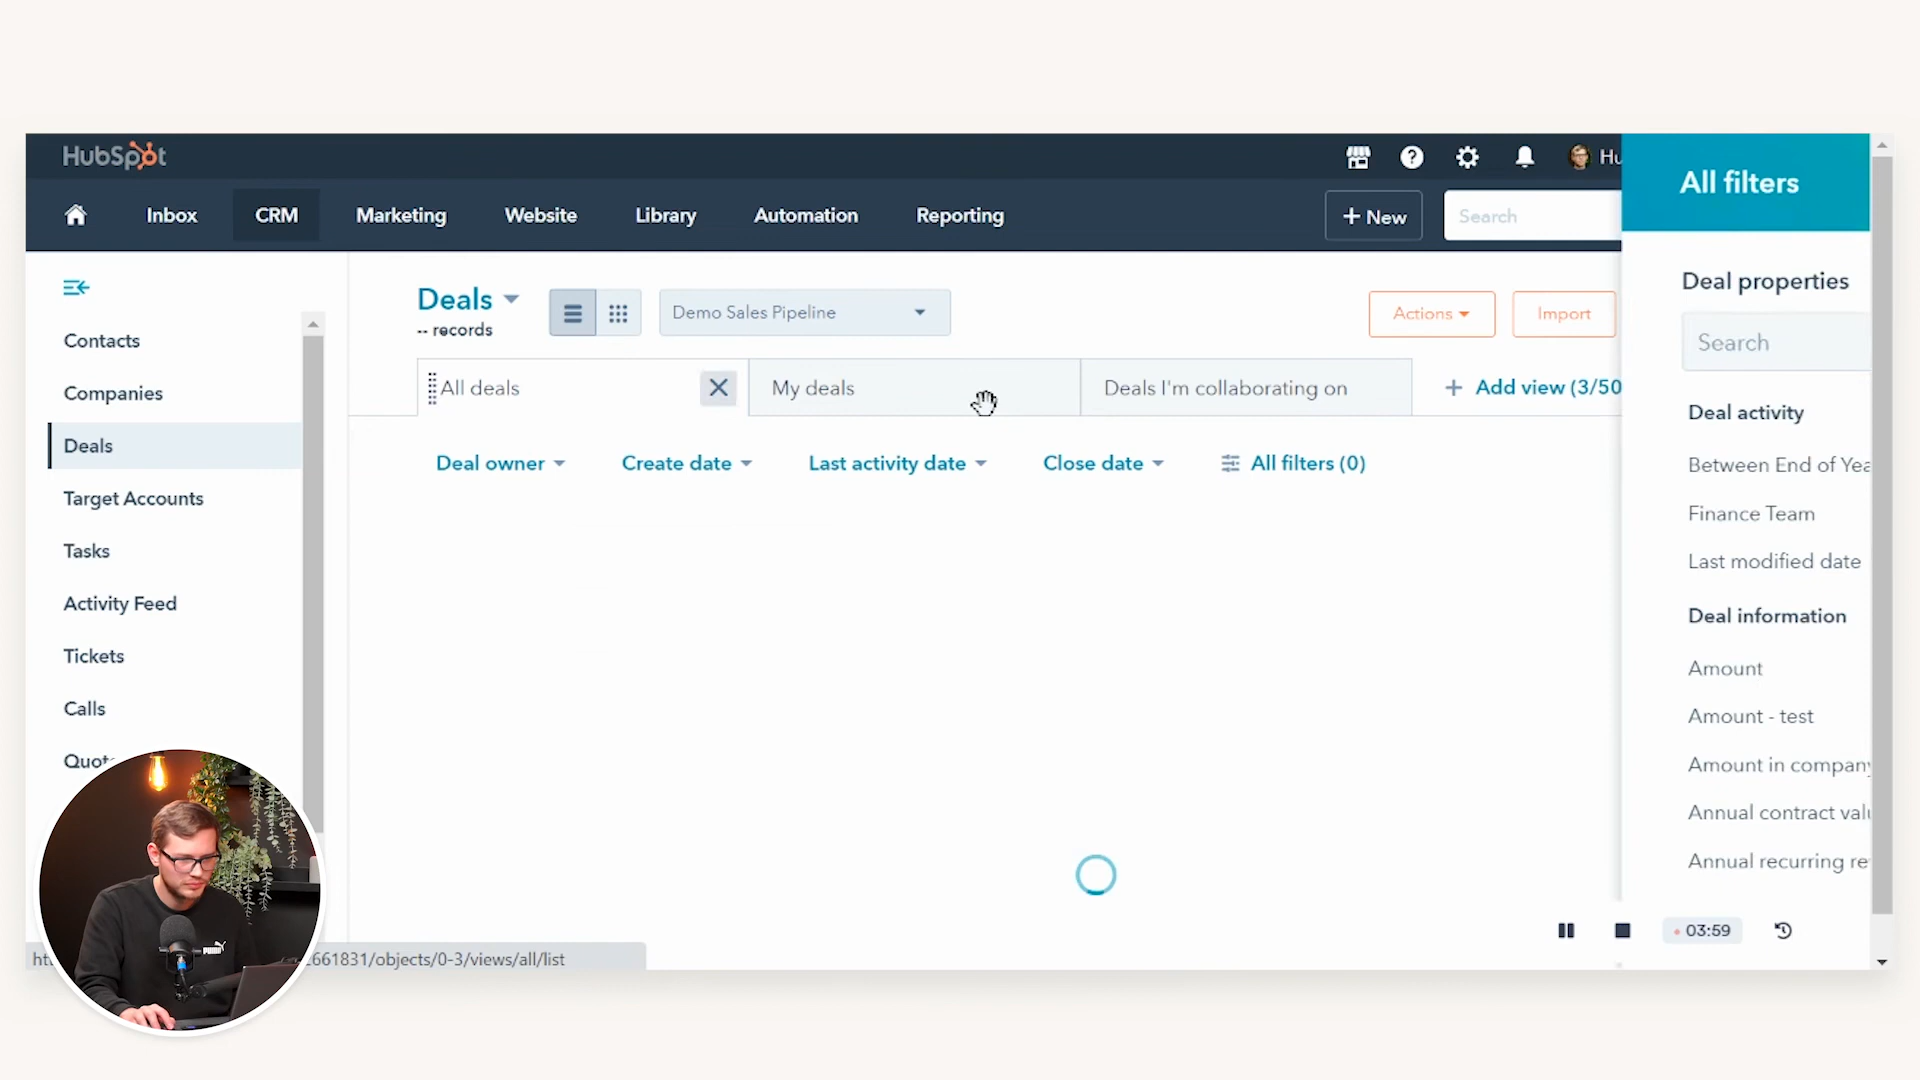 HubSpot
Hu
All filters
Inbox
CRM
Marketing
Website
Library
Automation
Reporting
+ New
Search
Deals
-- records
Demo Sales Pipeline
Actions
Import
Deal properties
Search
Contacts
Companies
Deals
Target Accounts
Tasks
Activity Feed
Tickets
Calls
Quot
All deals
My deals
Deals I'm collaborating on
+ Add view (3/50
Deal owner
Create date
Last activity date
Close date
All filters (0)
Deal activity
Between End of Yea
Finance Team
Last modified date
Deal information
Amount
Amount - test
Amount in company
Annual contract valu
Annual recurring re
03:59
ht
661831/objects/0-3/views/all/list
PUMA